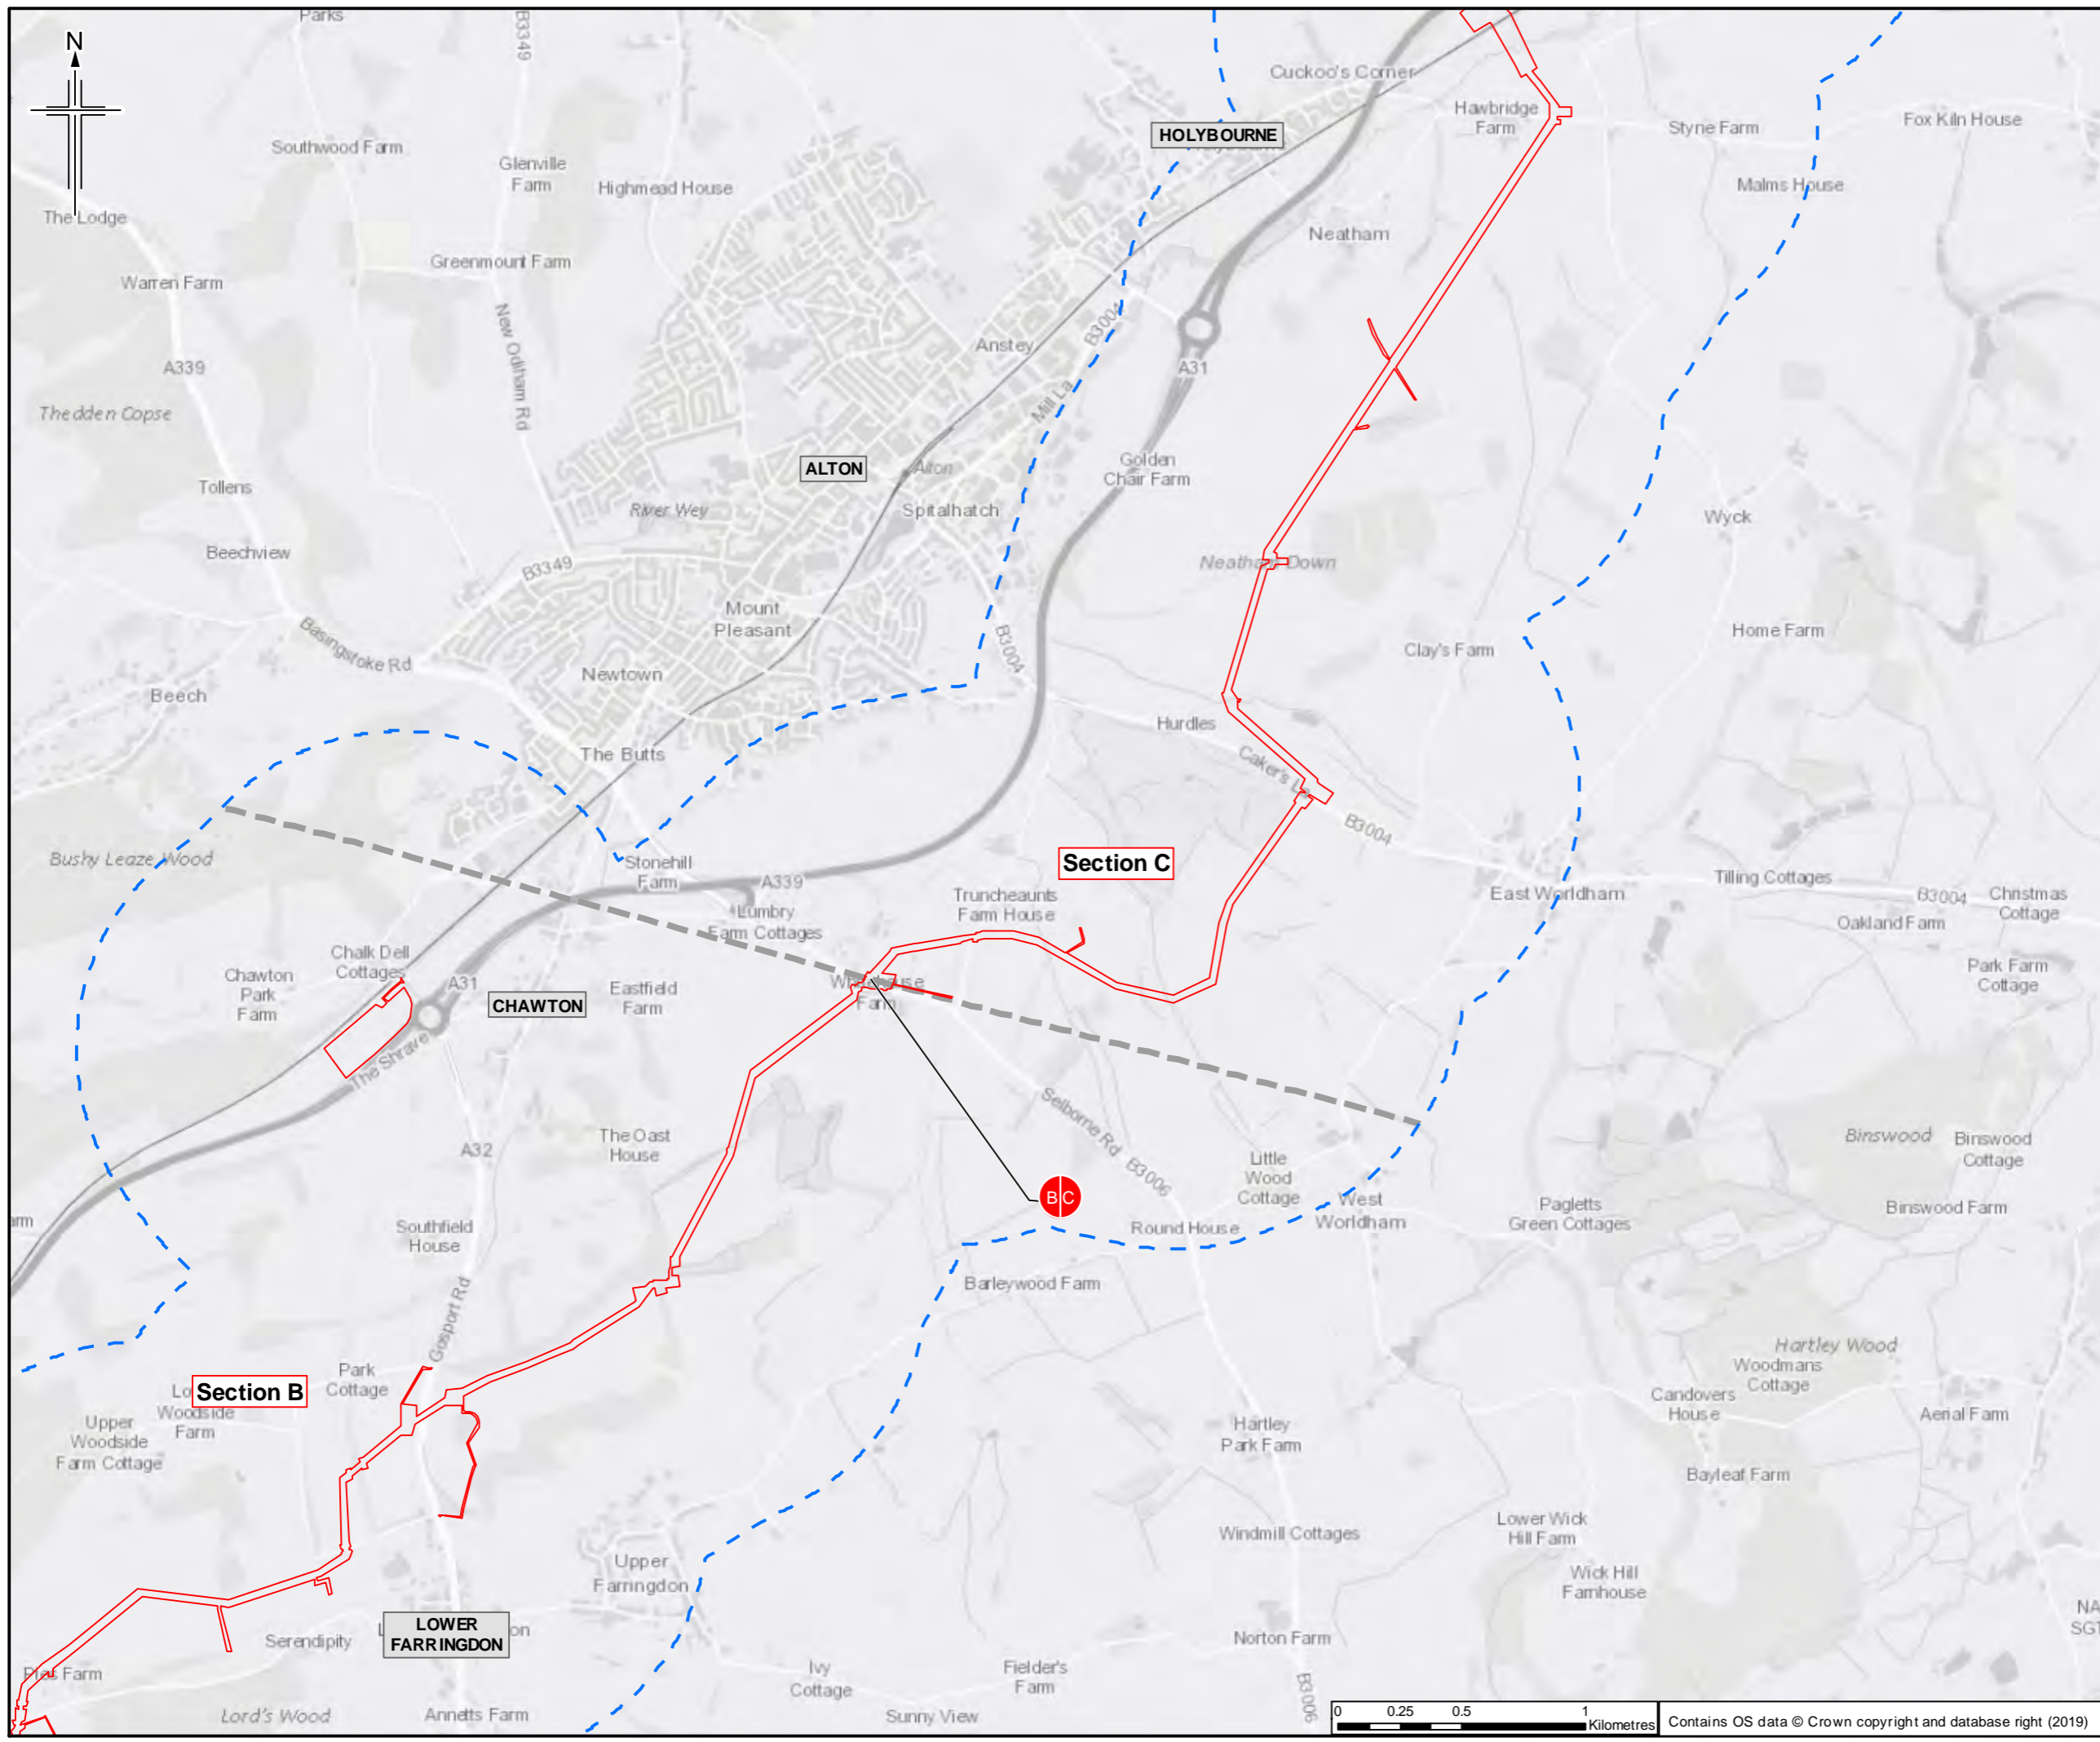 Parks
B3349
N
Cuckoo's Corner
Hawbridge
Farm
Styne Farm
Fox Kiln House
HOLYBOURNE
Southwood Farm
Glenville
Farm
Highmead House
Malms House
The Lodge
Neatham
Greenmount Farm
Warren Farm
New Odiham Rd
B3004
Anstey
A339
A31
Mill La
Thedden Copse
Golden
Chair Farm
ALTON
Alton
Tollens
River Wey
Spitalhatch
Wyck
Beechview
B3349
Neatham Down
Mount
Pleasant
Basingstoke Rd
B3004
Home Farm
Clay's Farm
Newtown
Beech
Hurdles
The Butts
Caker's La
B3004
Bushy Leaze Wood
Stonehill
Farm
A339
Section C
Tilling Cottages
East Worldham
B3004
Christmas
Cottage
Truncheaunts
Farm House
Oakland Farm
Lumbry
Farm Cottages
Chalk Dell
Cottages
Chawton
Park
Farm
A31
Eastfield
Farm
Farm
Park Farm
Cottage
CHAWTON
The Shrave
Selborne Rd
B3006
A32
The Oast
House
Little
Wood
Cottage
Binswood
Binswood
Cottage
B C
West
Worldham
Pagletts
Green Cottages
Binswood Farm
Southfield
House
Round House
Barleywood Farm
Gosport Rd
Hartley Wood
Woodmans
Cottage
Park
Cottage
Section B
Woodside
Farm
Candovers
House
Aerial Farm
Upper
Woodside
Farm Cottage
Hartley
Park Farm
Bayleaf Farm
Lower Wick
Hill Farm
Windmill Cottages
Upper
Farringdon
Wick Hill
Farmhouse
LOWER
FARRINGDON
Serendipity
Norton Farm
Ivy
Cottage
Fielder's
Farm
B3006
Lord's Wood
Annetts Farm
Sunny View
0 0.25 0.5 1
Kilometres
Contains OS data © Crown copyright and database right (2019)